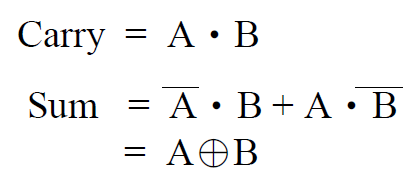 Carry = A • B
Sum = A̅ • B + A • B̅
= A⊕B